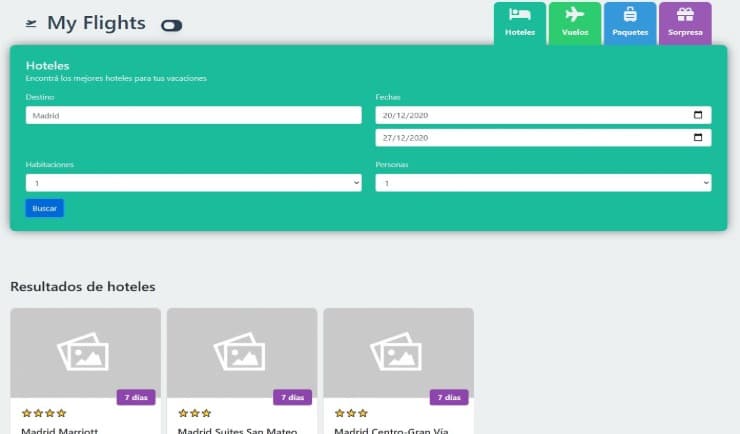 My Flights
Hoteles
Vuelos
Paquetes
Sorpresa
Hoteles
Encontrá los mejores hoteles para tus vacaciones
Destino
Madrid
Fechas
20/12/2020
27/12/2020
Habitaciones
1
Personas
1
Buscar
Resultados de hoteles
7 días
7 días
7 días
Madrid Marriott
Madrid Suites San Mateo
Madrid Centro-Gran Vía